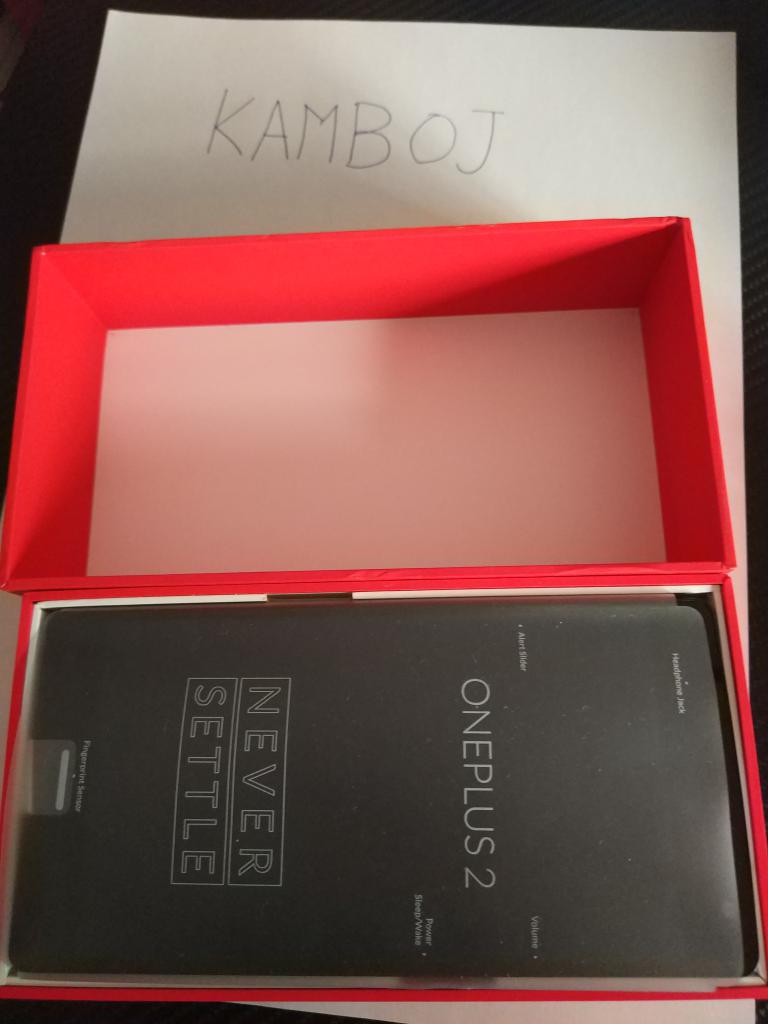 KAMBOJ
Headphone Jack
Alert Slider
Volume
ONEPLUS 2
Power
Sleep/Wake
NEVER
SETTLE
Fingerprint Sensor